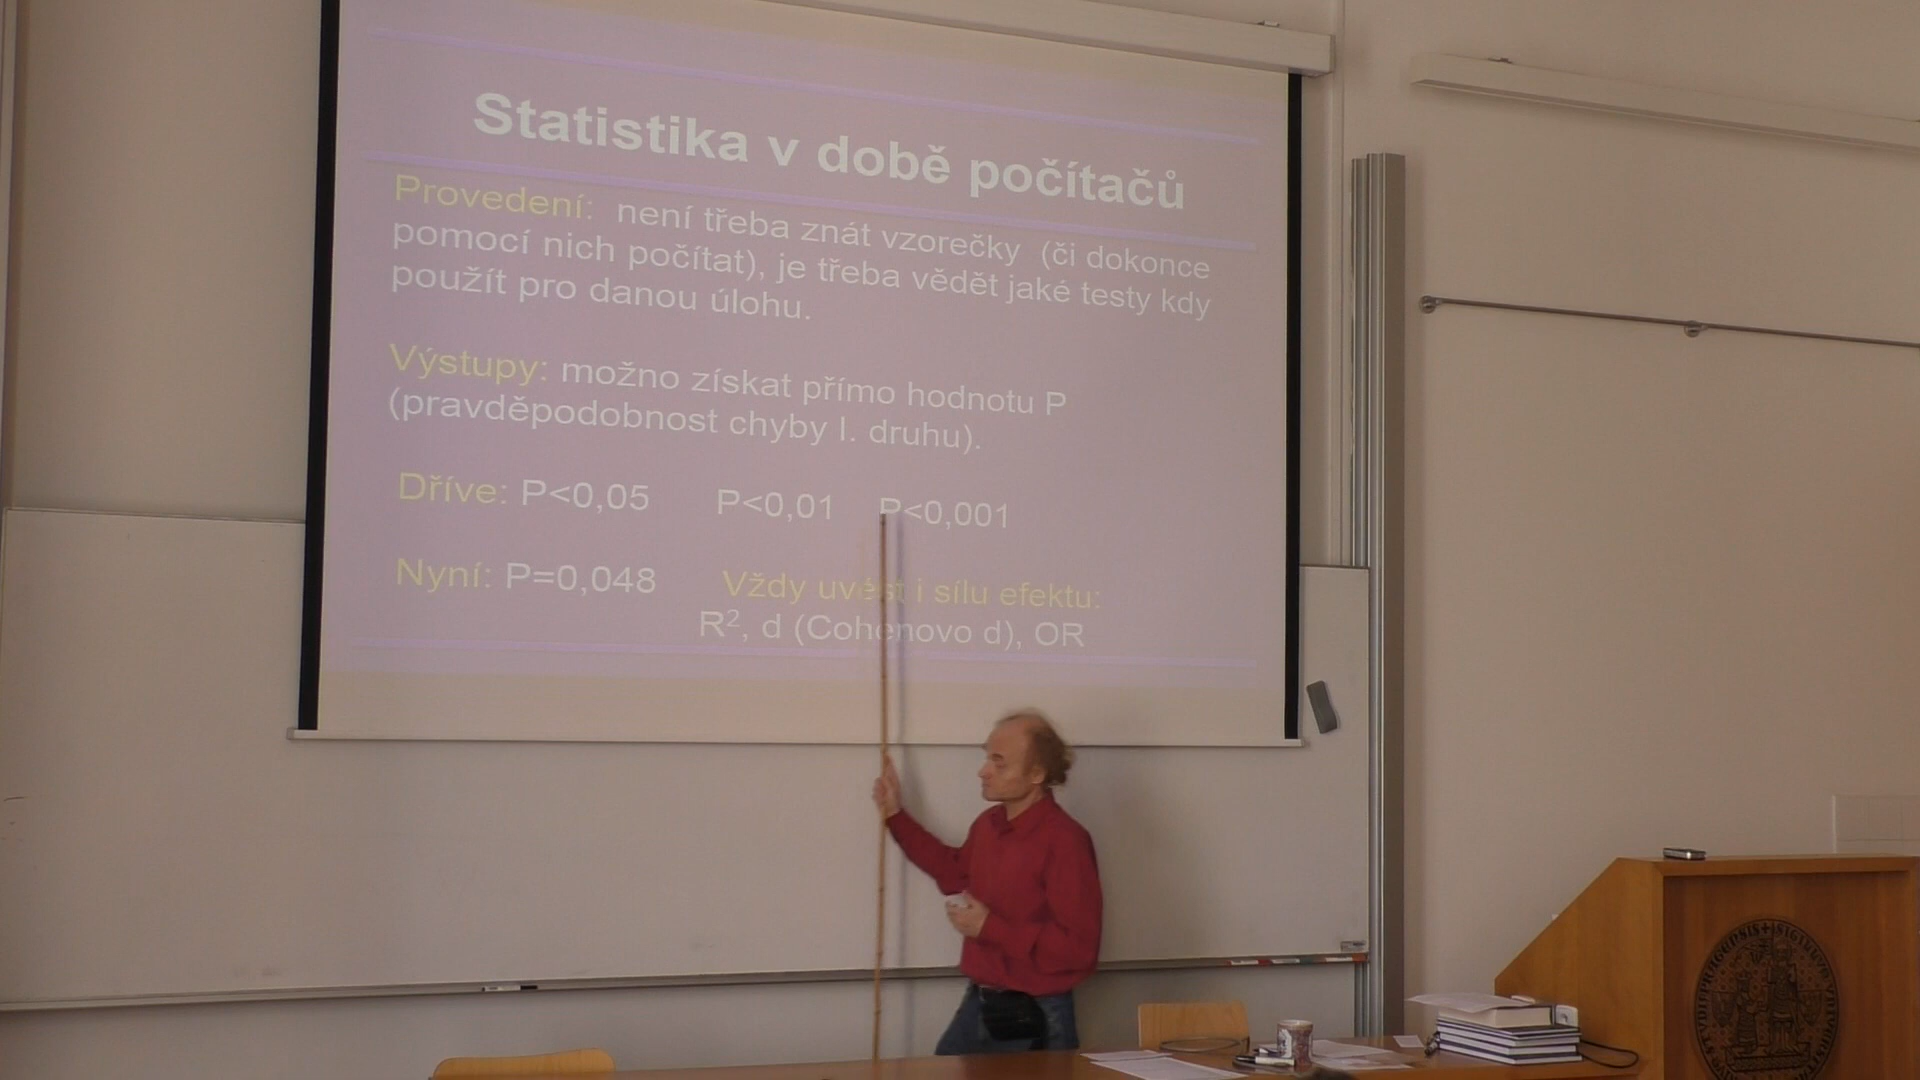 Statistika v době počítačů
Provedení: není třeba znát vzorečky (či dokonce
pomocí nich počítat), je třeba vědět jaké testy kdy
použít pro danou úlohu.
Výstupy: možno získat přímo hodnotu P
(pravděpodobnost chyby I. druhu).
Dříve: P<0,05 P<0,01 P<0,001
Nyní: P=0,048 Vždy uvést i sílu efektu:
R², d (Cohenovo d), OR